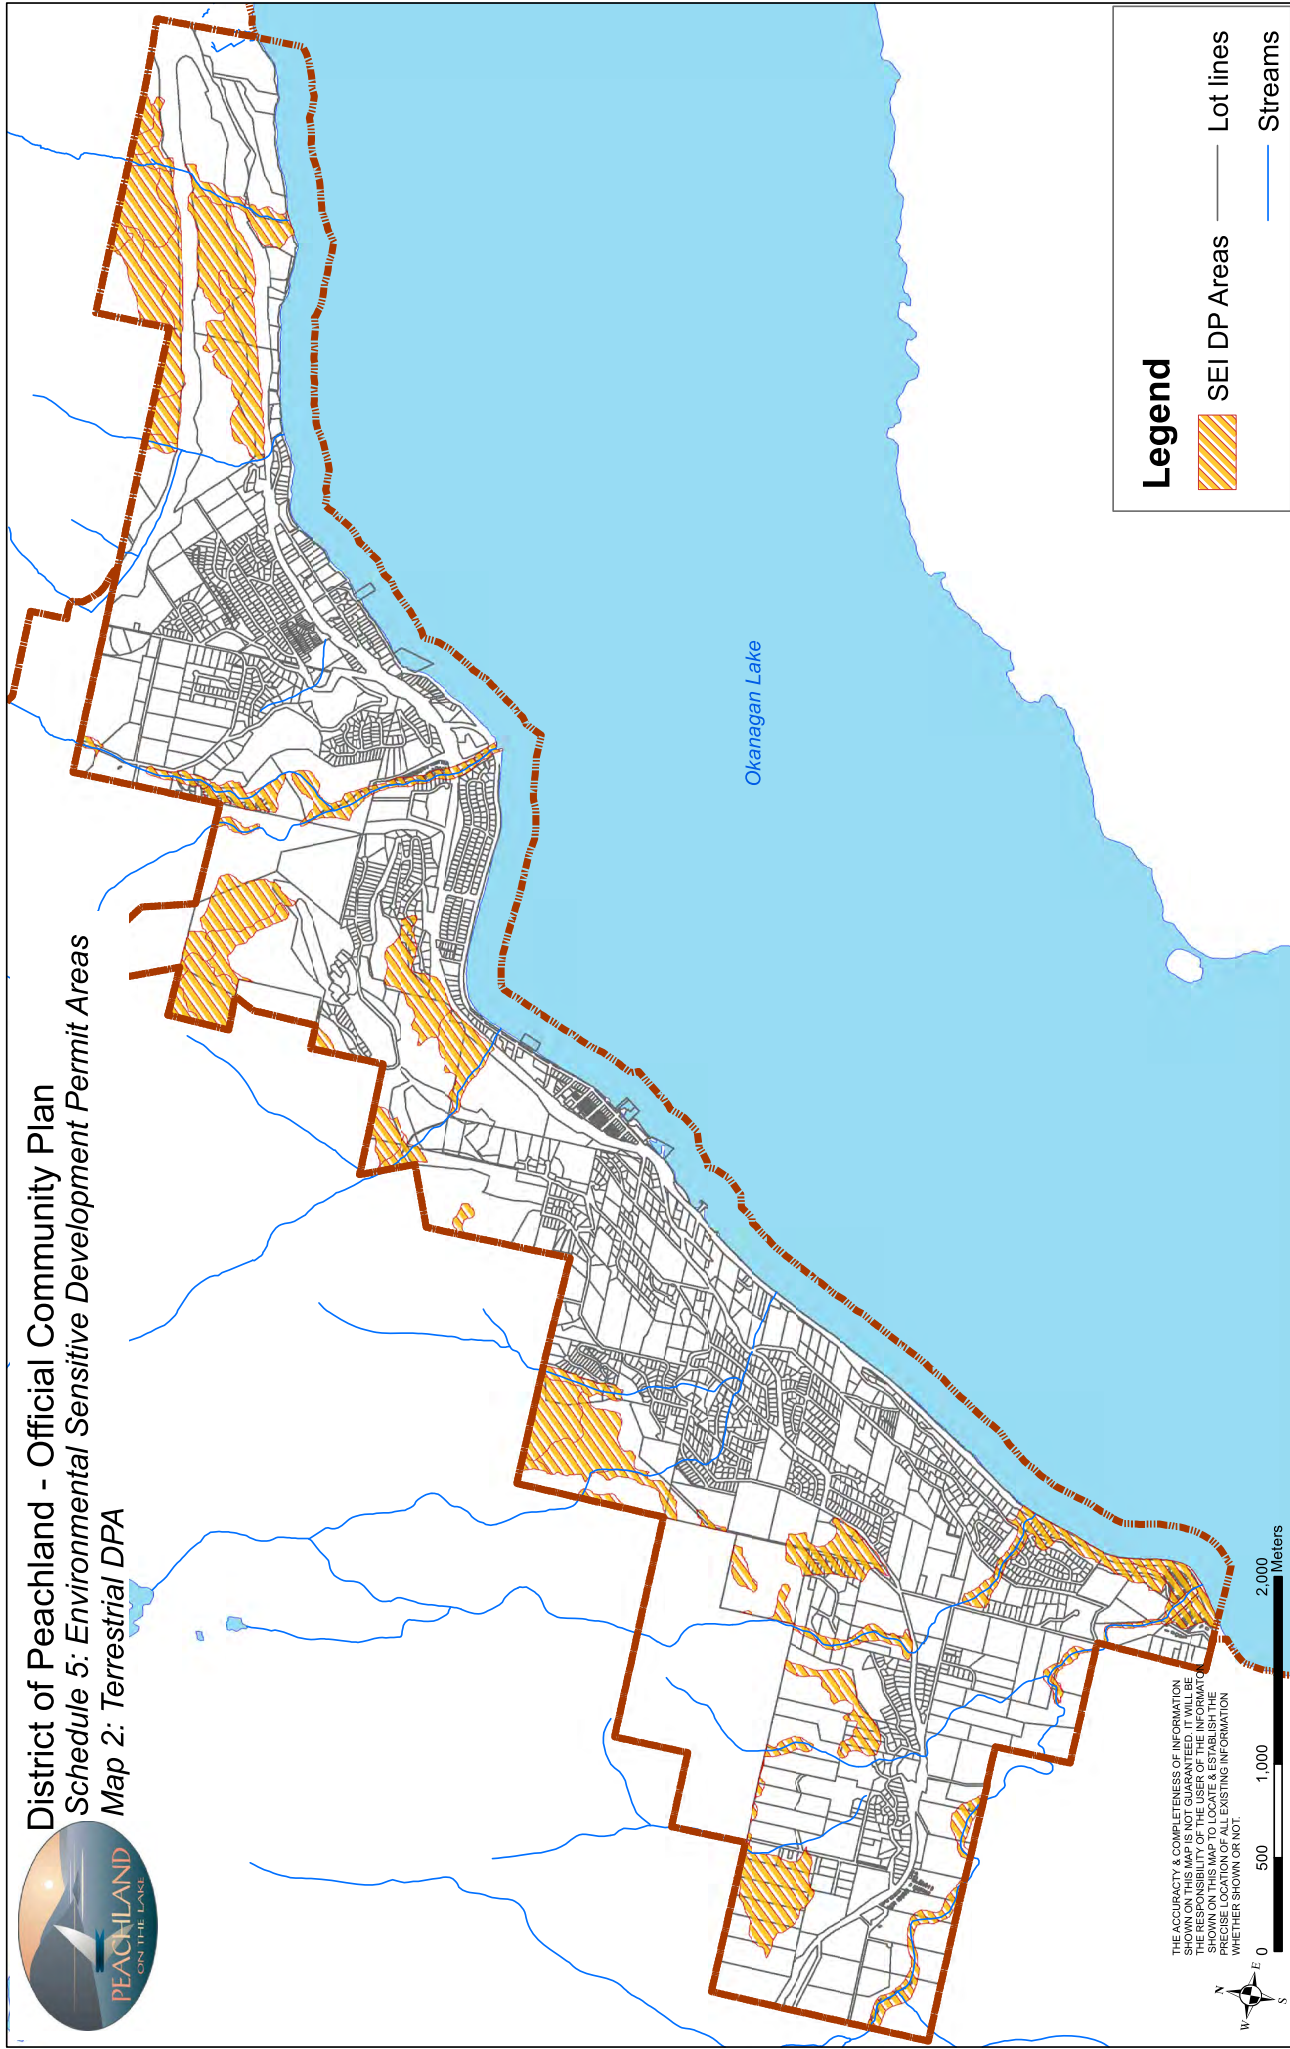 District of Peachland - Official Community Plan
Schedule 5: Environmental Sensitive Development Permit Areas
Map 2: Terrestrial DPA
PEACHLAND
ON THE LAKE
Okanagan Lake
Legend
SEI DP Areas
Lot lines
Streams
THE ACCURACTY & COMPLETENESS OF INFORMATION
SHOWN ON THIS MAP IS NOT GUARANTEED. IT WILL BE
THE RESPONSIBILITY OF THE USER OF THE INFORMATON
SHOWN ON THIS MAP TO LOCATE & ESTABLISH THE
PRECISE LOCATION OF ALL EXISTING INFORMATION
WHETHER SHOWN OR NOT.
N
W
E
S
0 500 1,000 2,000
Meters